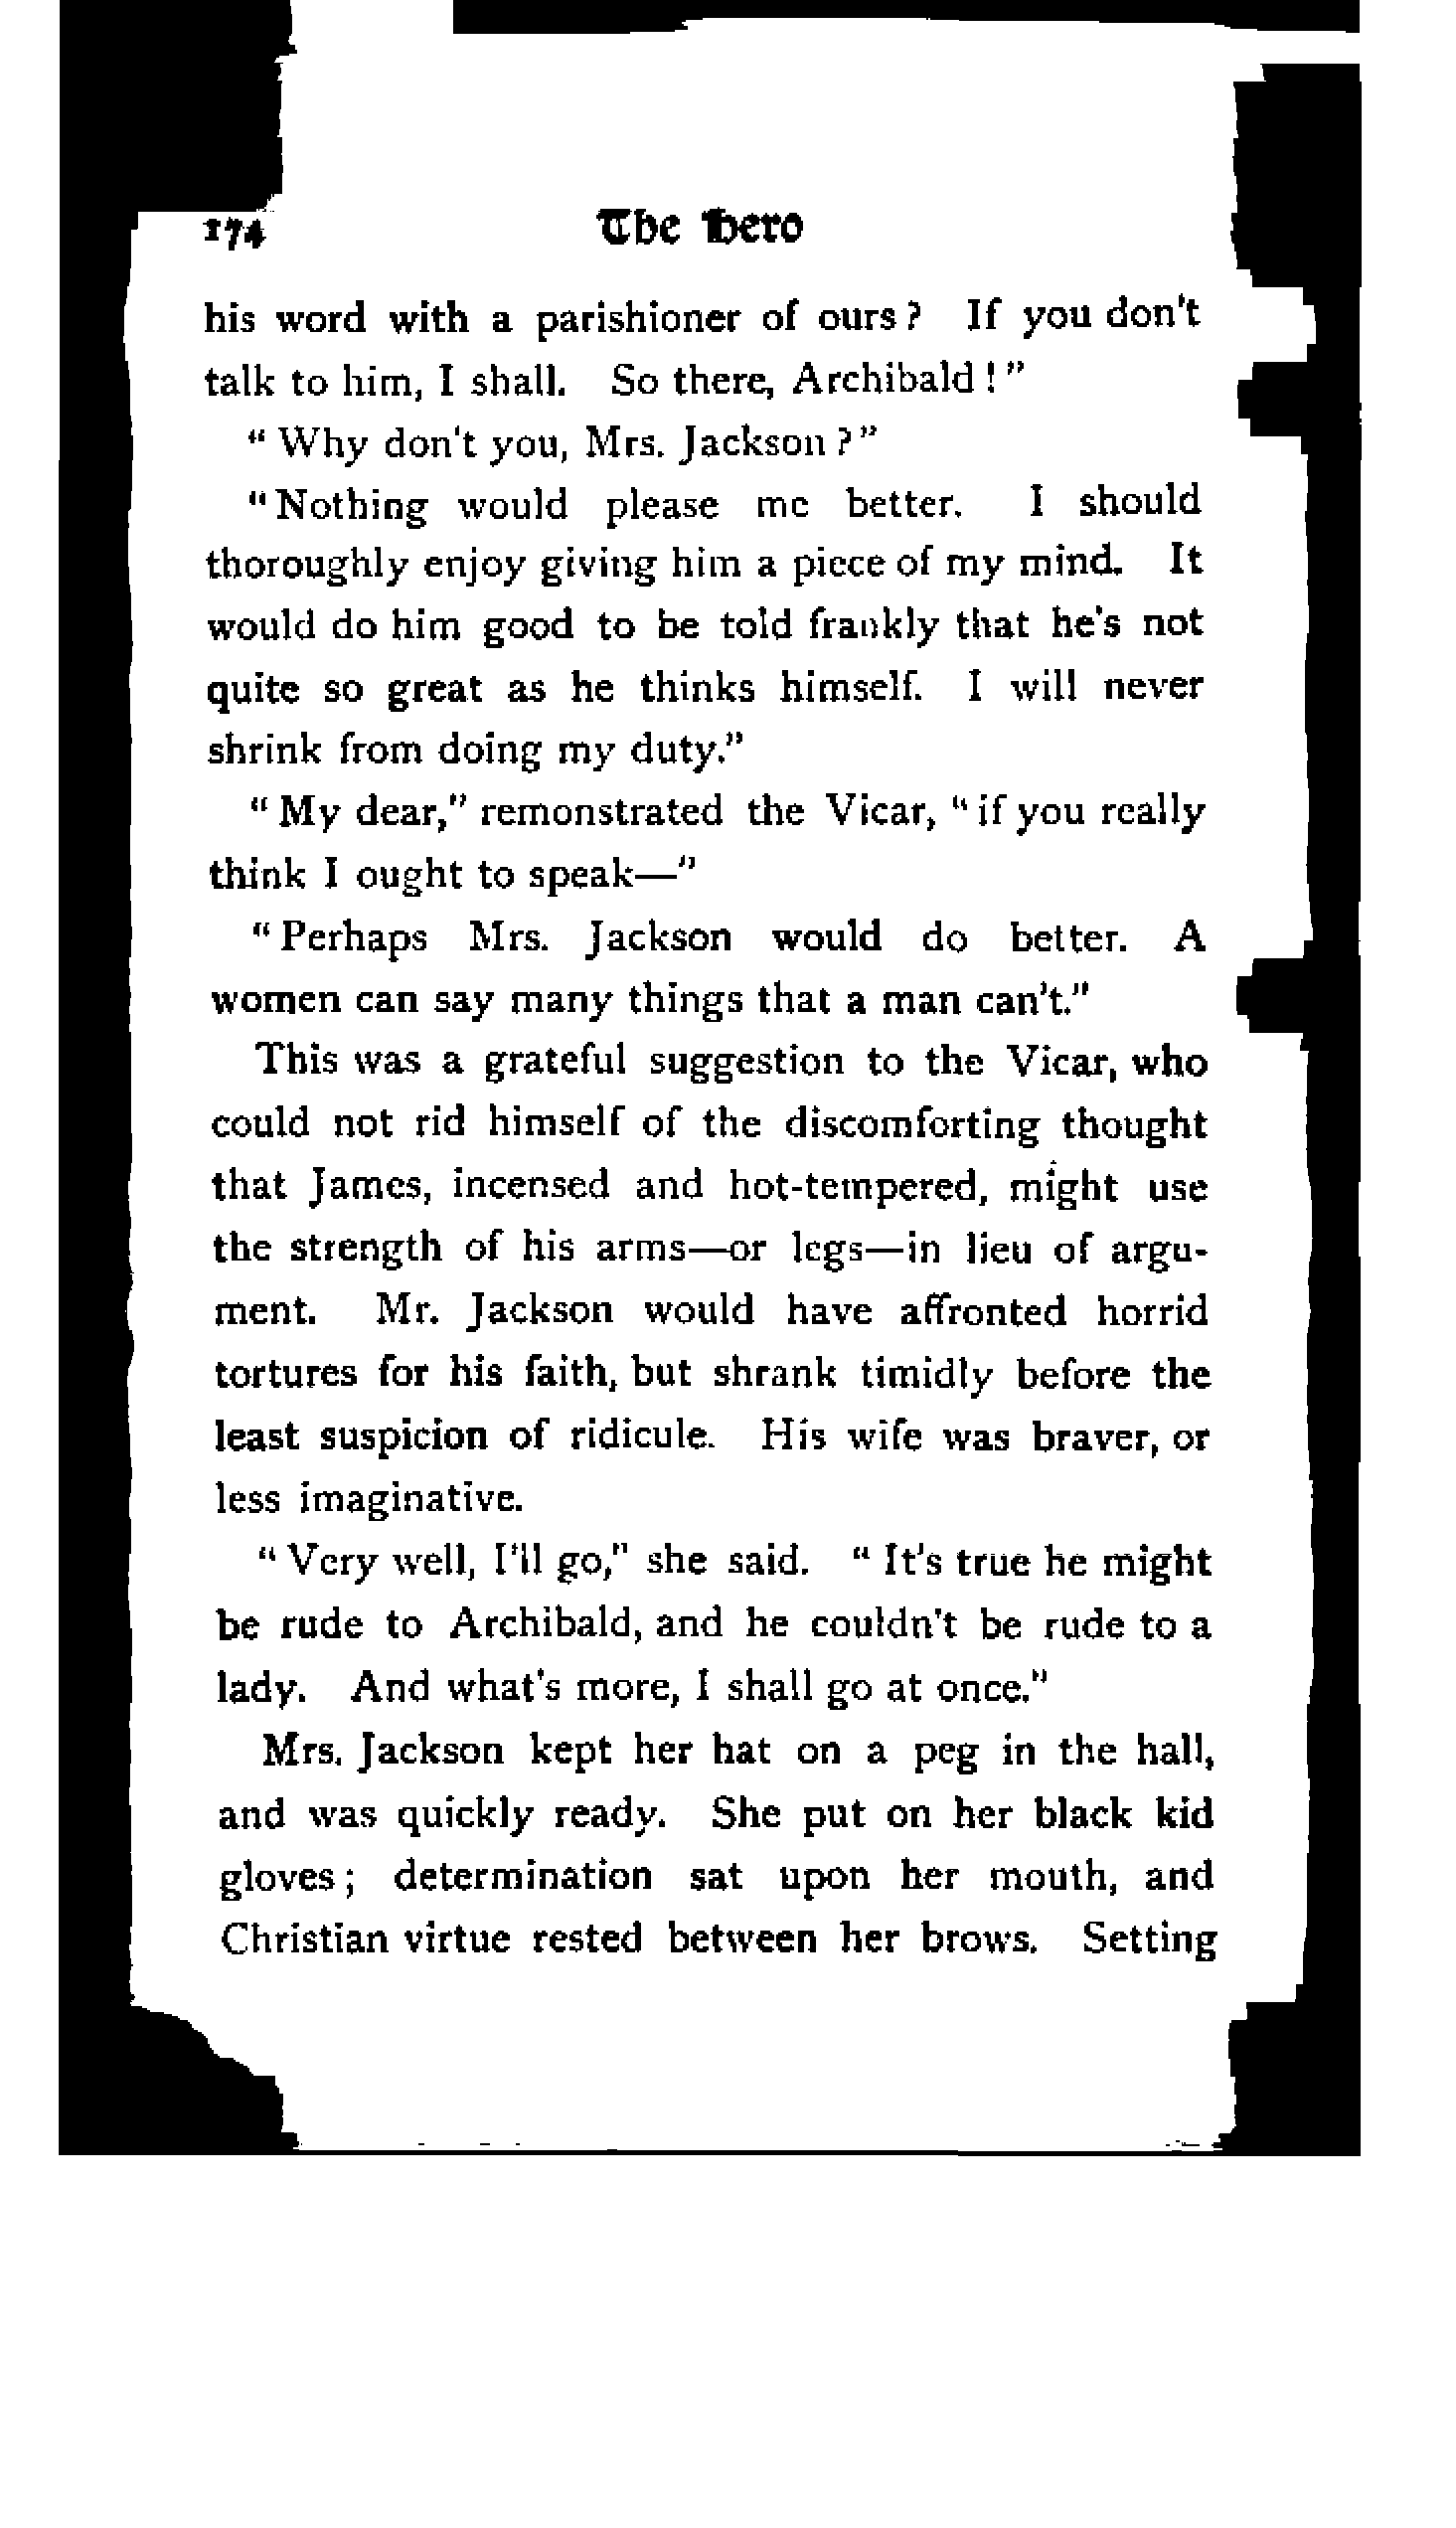 174 The Hero
his word with a parishioner of ours? If you don't
talk to him, I shall. So there, Archibald!"
"Why don't you, Mrs. Jackson?"
"Nothing would please me better. I should
thoroughly enjoy giving him a piece of my mind. It
would do him good to be told frankly that he's not
quite so great as he thinks himself. I will never
shrink from doing my duty."
"My dear," remonstrated the Vicar, "if you really
think I ought to speak—"
"Perhaps Mrs. Jackson would do better. A
women can say many things that a man can't."
This was a grateful suggestion to the Vicar, who
could not rid himself of the discomforting thought
that James, incensed and hot-tempered, might use
the strength of his arms—or legs—in lieu of argu-
ment. Mr. Jackson would have affronted horrid
tortures for his faith, but shrank timidly before the
least suspicion of ridicule. His wife was braver, or
less imaginative.
"Very well, I'll go," she said. "It's true he might
be rude to Archibald, and he couldn't be rude to a
lady. And what's more, I shall go at once."
Mrs. Jackson kept her hat on a peg in the hall,
and was quickly ready. She put on her black kid
gloves; determination sat upon her mouth, and
Christian virtue rested between her brows. Setting